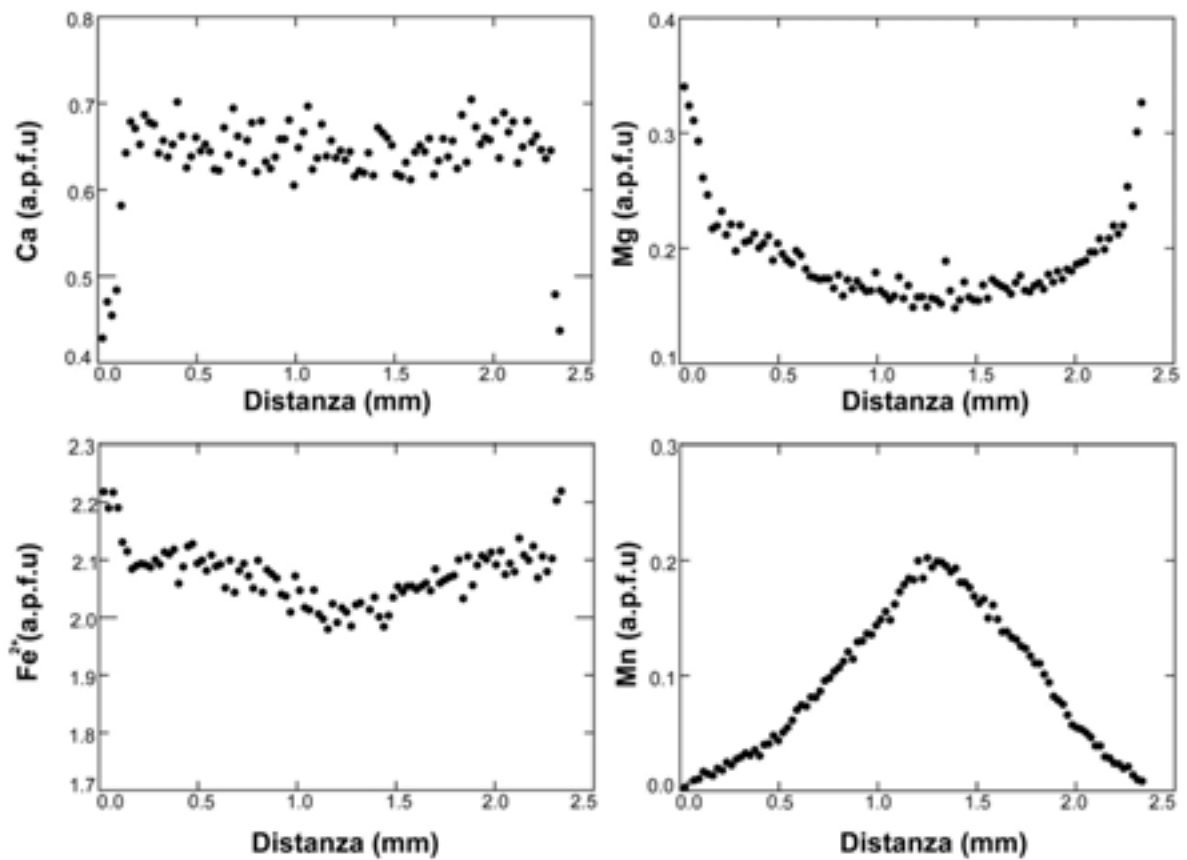 0.8
0.7
0.6
0.5
0.4
Ca (a.p.f.u)
0.0 0.5 1.0 1.5 2.0 2.5
Distanza (mm)
0.4
0.3
0.2
0.1
Mg (a.p.f.u)
0.0 0.5 1.0 1.5 2.0 2.5
Distanza (mm)
2.3
2.2
2.1
2.0
1.9
1.8
1.7
Fe²⁺(a.p.f.u)
0.0 0.5 1.0 1.5 2.0 2.5
Distanza (mm)
0.3
0.2
0.1
0.0
Mn (a.p.f.u)
0.0 0.5 1.0 1.5 2.0 2.5
Distanza (mm)